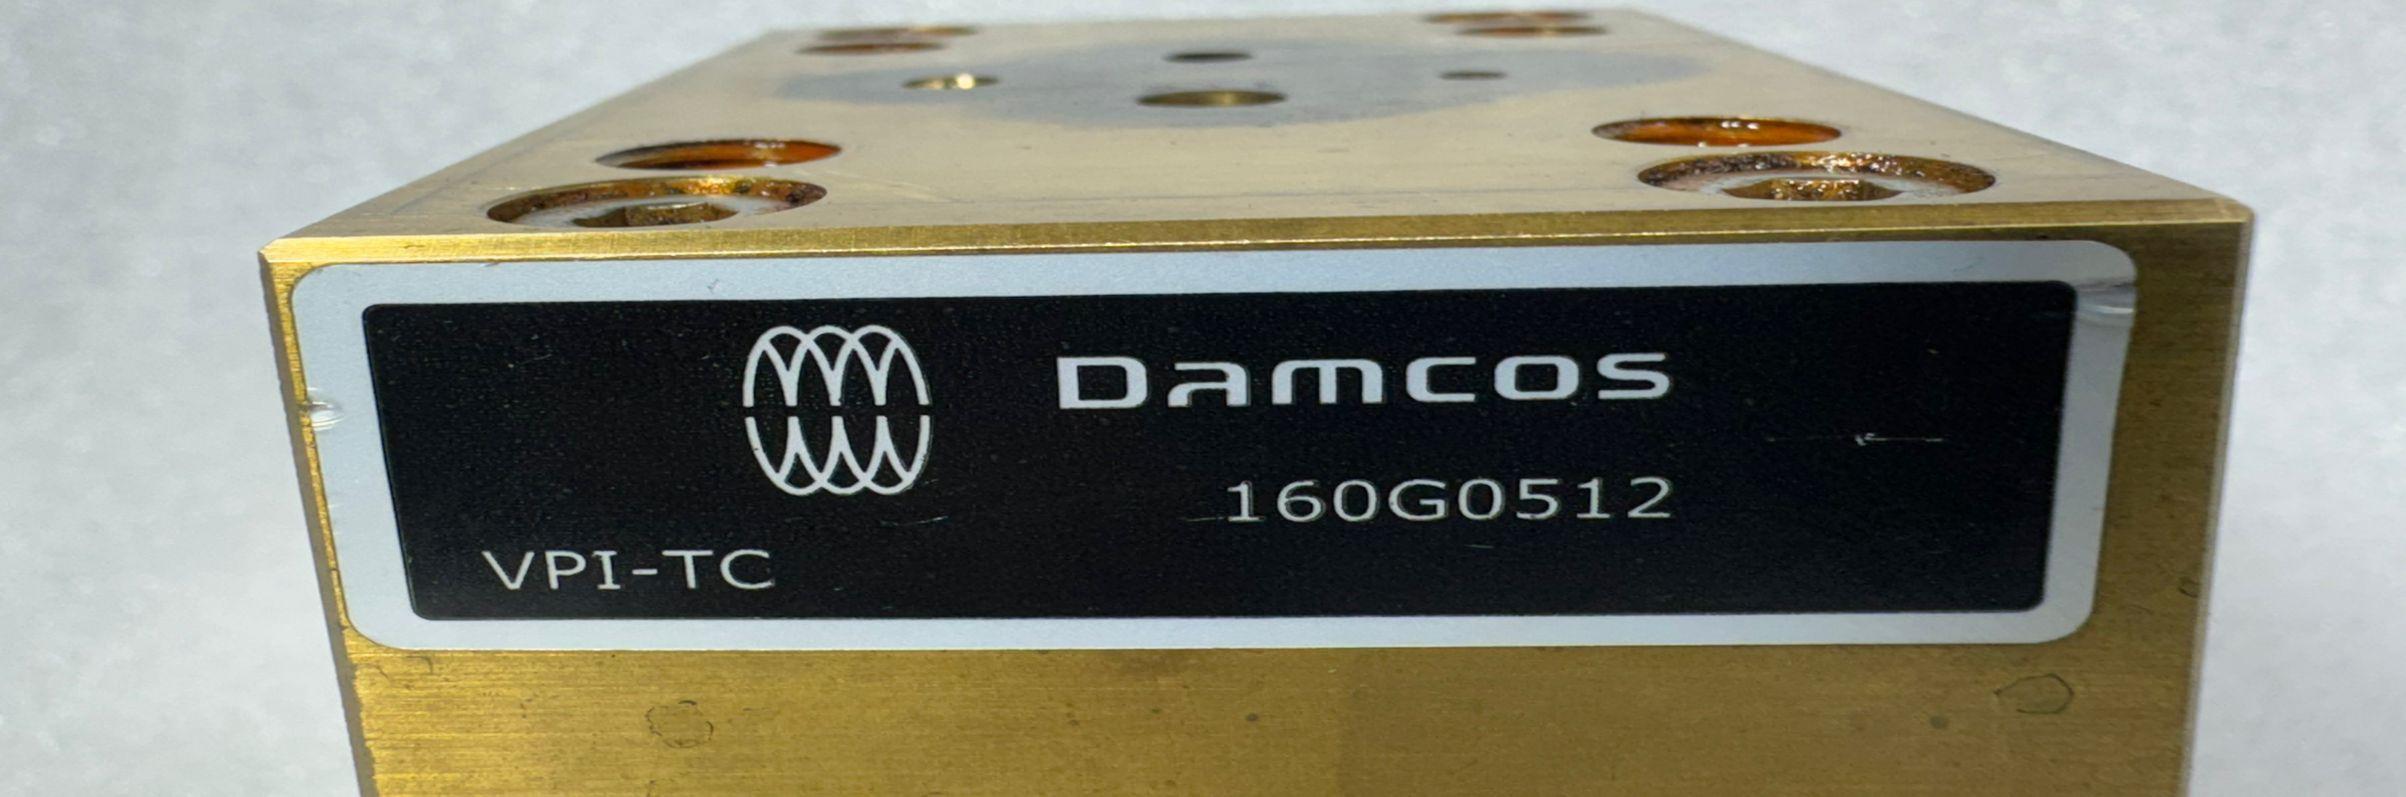 Damcos
160G0512
VPI-TC